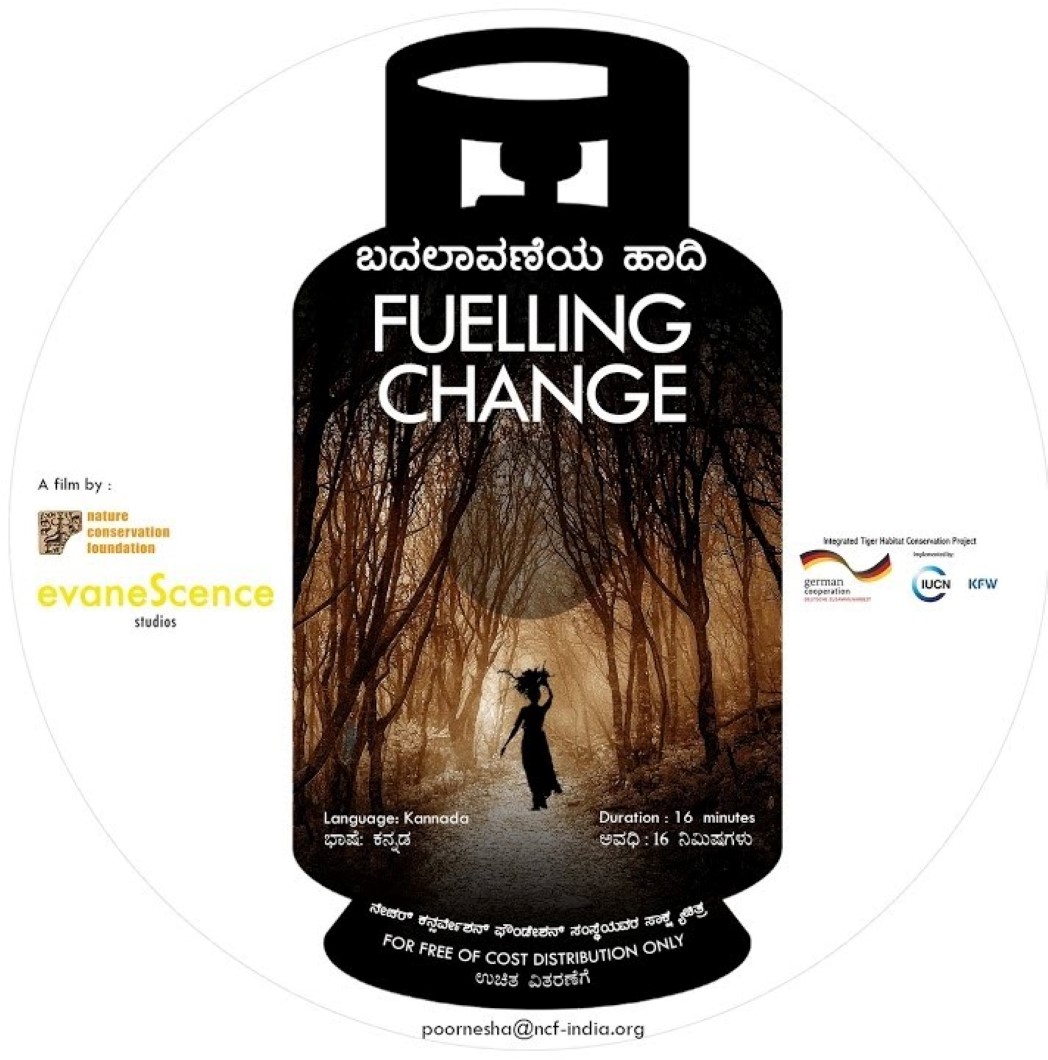 ಬದಲಾವಣೆಯ ಹಾದಿ
FUELLING
CHANGE
A film by :
nature
conservation
foundation
evaneScence
studios
Integrated Tiger Habitat Conservation Project
Implemented by:
german
cooperation
DEUTSCHE ZUSAMMENARBEIT
IUCN
KFW
Language: Kannada
ಭಾಷೆ: ಕನ್ನಡ
Duration : 16 minutes
ಅವಧಿ : 16 ನಿಮಿಷಗಳು
ನೇಚರ್ ಕನ್ಸರ್ವೇಶನ್ ಫೌಂಡೇಶನ್ ಸಂಸ್ಥೆಯವರ ಸಾಕ್ಷ್ಯಚಿತ್ರ
FOR FREE OF COST DISTRIBUTION ONLY
ಉಚಿತ ವಿತರಣೆಗೆ
poornesha@ncf-india.org